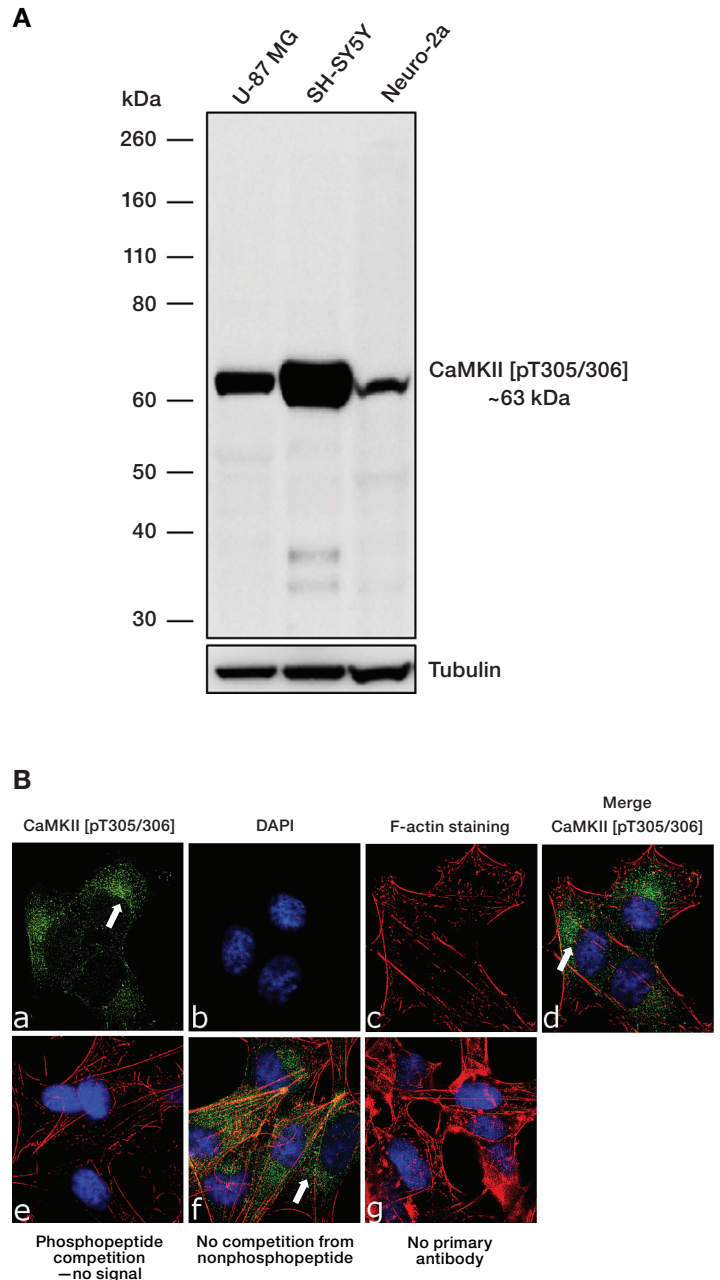 A
U-87 MG
SH-SY5Y
Neuro-2a
kDa
260
160
110
80
60
50
40
30
CaMKII [pT305/306]
~63 kDa
Tubulin
B
CaMKII [pT305/306]
DAPI
F-actin staining
Merge
CaMKII [pT305/306]
a
b
c
d
e
f
g
Phosphopeptide
competition
—no signal
No competition from
nonphosphopeptide
No primary
antibody